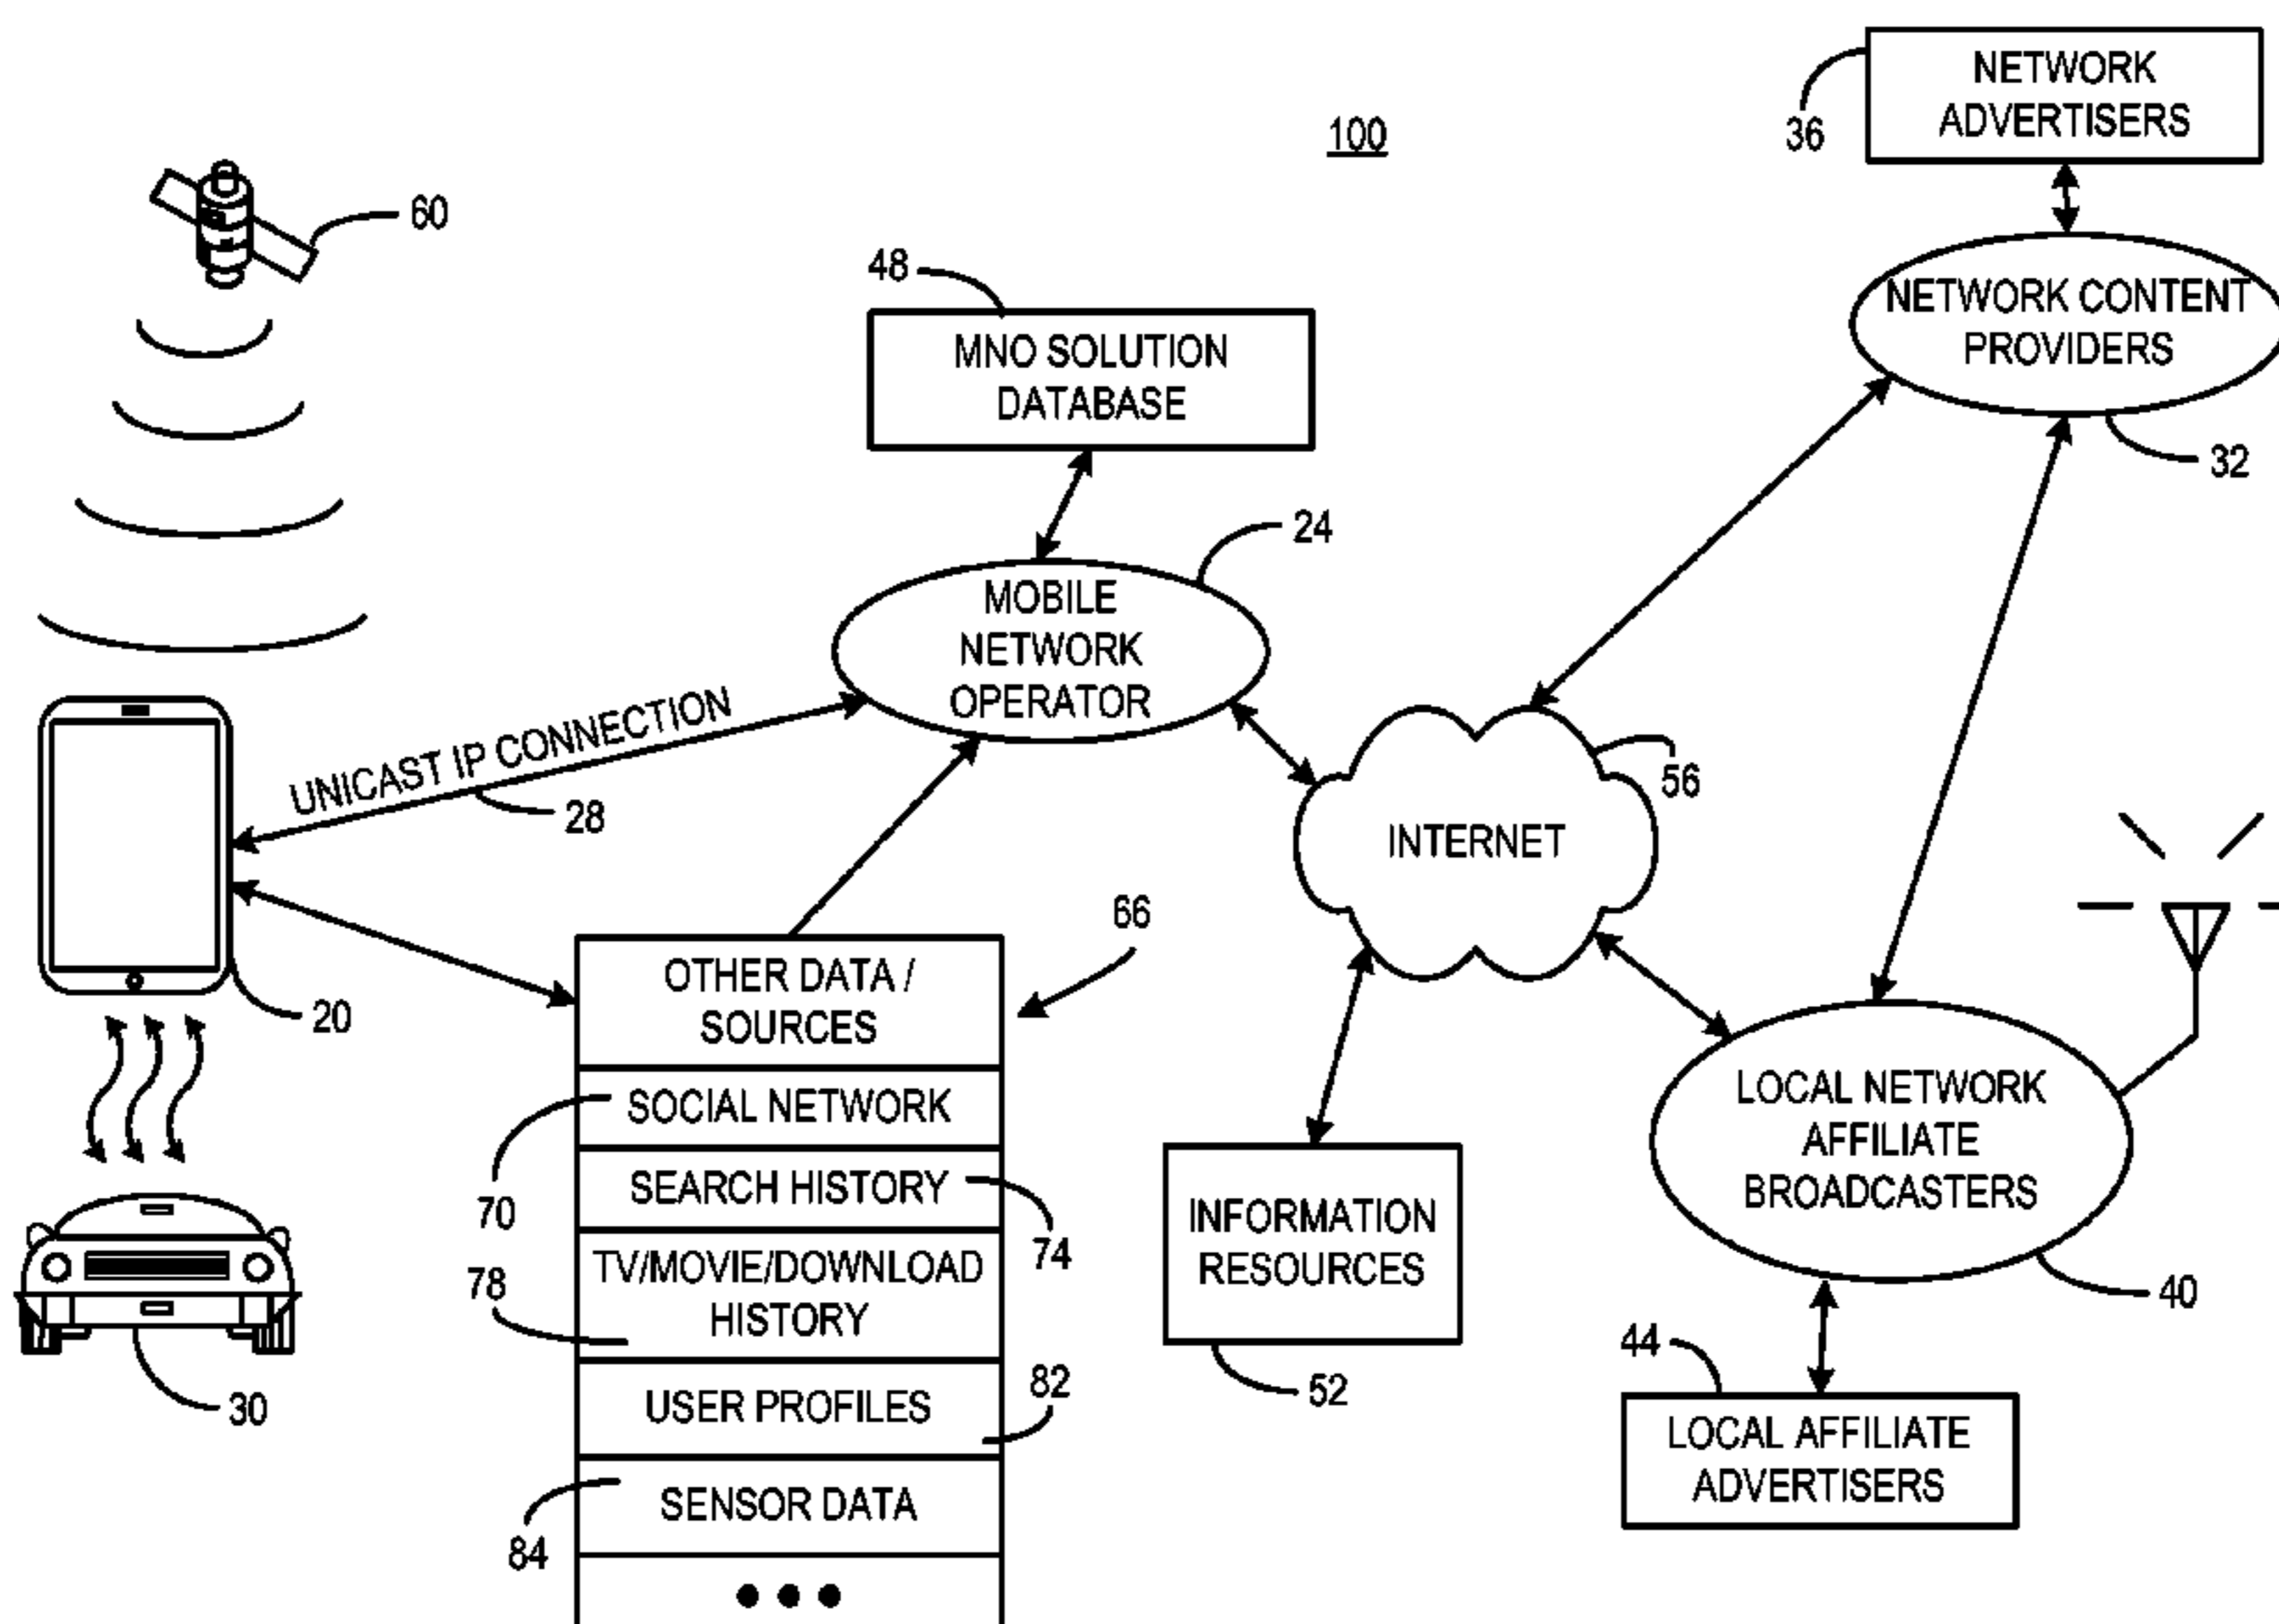 100
NETWORK
ADVERTISERS
36
60
48
MNO SOLUTION
DATABASE
NETWORK CONTENT
PROVIDERS
32
24
MOBILE
NETWORK
OPERATOR
UNICAST IP CONNECTION
28
56
INTERNET
20
66
OTHER DATA /
SOURCES
SOCIAL NETWORK
70
SEARCH HISTORY
74
TV/MOVIE/DOWNLOAD
HISTORY
78
USER PROFILES
82
SENSOR DATA
84
•••
30
INFORMATION
RESOURCES
52
LOCAL NETWORK
AFFILIATE
BROADCASTERS
40
44
LOCAL AFFILIATE
ADVERTISERS